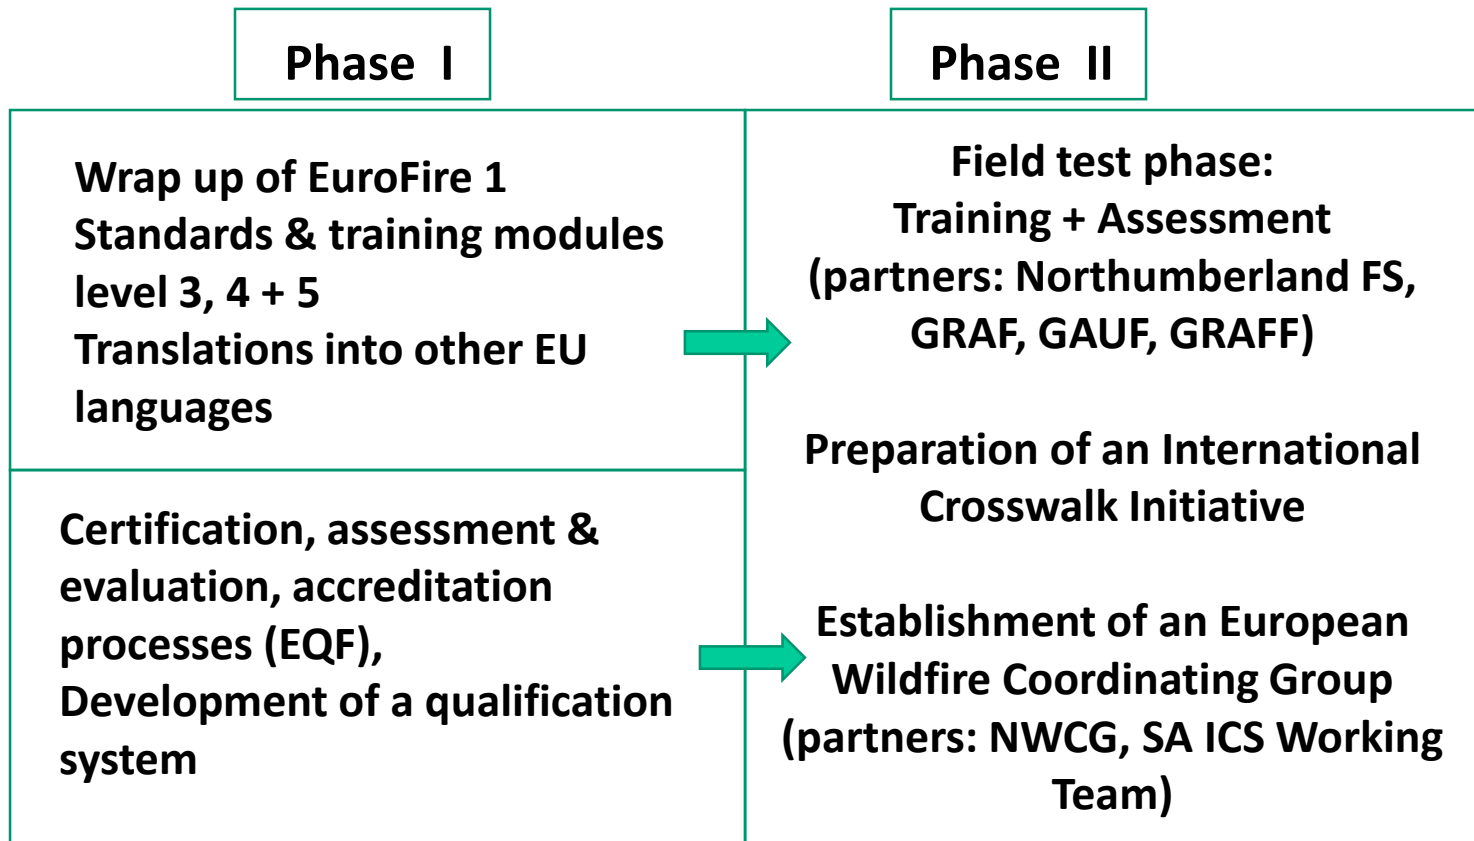 Phase I
Phase II
Wrap up of EuroFire 1
Standards & training modules
level 3, 4 + 5
Translations into other EU
languages
Certification, assessment &
evaluation, accreditation
processes (EQF),
Development of a qualification
system
Field test phase:
Training + Assessment
(partners: Northumberland FS,
GRAF, GAUF, GRAFF)
Preparation of an International
Crosswalk Initiative
Establishment of an European
Wildfire Coordinating Group
(partners: NWCG, SA ICS Working
Team)